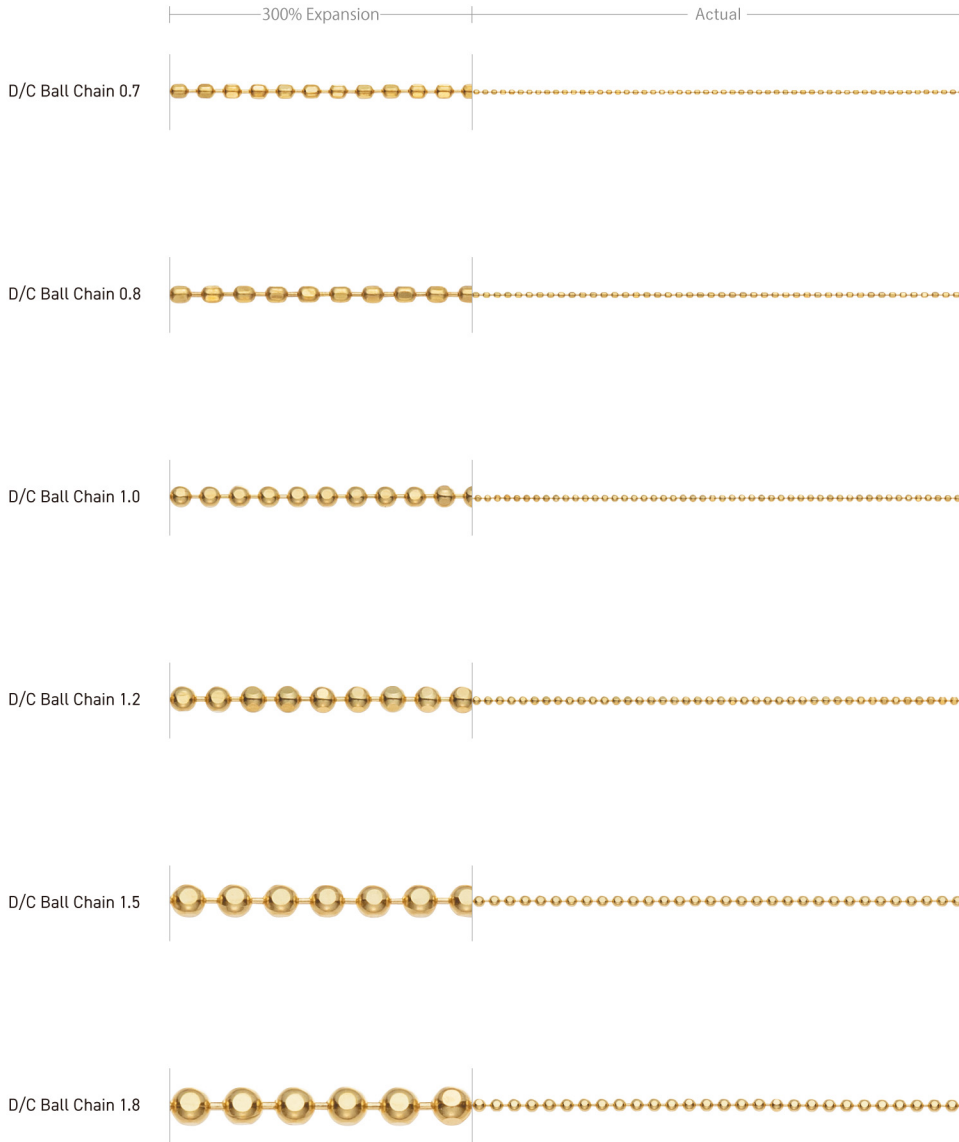 300% Expansion
Actual
D/C Ball Chain 0.7
D/C Ball Chain 0.8
D/C Ball Chain 1.0
D/C Ball Chain 1.2
D/C Ball Chain 1.5
D/C Ball Chain 1.8